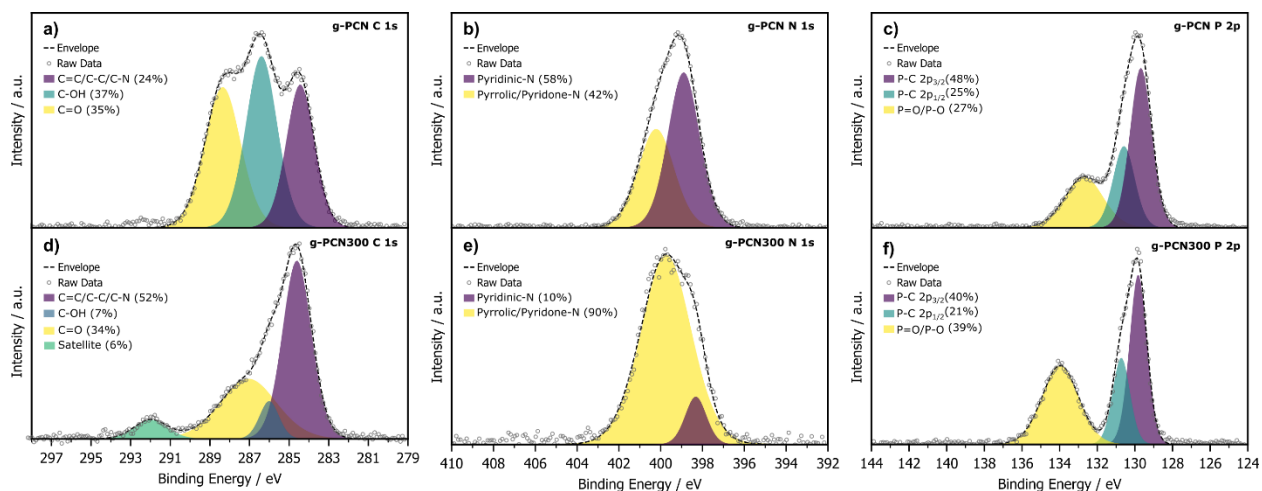 a)
g-PCN C 1s
Envelope
Raw Data
C=C/C-C/C-N (24%)
C-OH (37%)
C=O (35%)
Intensity / a.u.
b)
g-PCN N 1s
Envelope
Raw Data
Pyridinic-N (58%)
Pyrrolic/Pyridone-N (42%)
Intensity / a.u.
c)
g-PCN P 2p
Envelope
Raw Data
P-C 2p3/2(48%)
P-C 2p1/2(25%)
P=O/P-O (27%)
Intensity / a.u.
d)
g-PCN300 C 1s
Envelope
Raw Data
C=C/C-C/C-N (52%)
C-OH (7%)
C=O (34%)
Satellite (6%)
Intensity / a.u.
297 295 293 291 289 287 285 283 281 279
Binding Energy / eV
e)
g-PCN300 N 1s
Envelope
Raw Data
Pyridinic-N (10%)
Pyrrolic/Pyridone-N (90%)
Intensity / a.u.
410 408 406 404 402 400 398 396 394 392
Binding Energy / eV
f)
g-PCN300 P 2p
Envelope
Raw Data
P-C 2p3/2(40%)
P-C 2p1/2(21%)
P=O/P-O (39%)
Intensity / a.u.
144 142 140 138 136 134 132 130 128 126 124
Binding Energy / eV